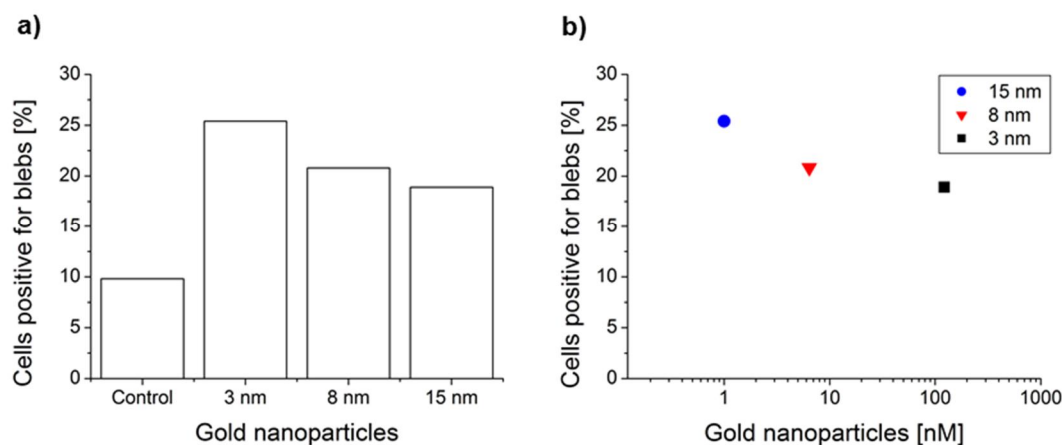 a)
Cells positive for blebs [%]
30
25
20
15
10
5
0
Control 3 nm 8 nm 15 nm
Gold nanoparticles
b)
Cells positive for blebs [%]
30
25
20
15
10
5
0
15 nm
8 nm
3 nm
1 10 100 1000
Gold nanoparticles [nM]